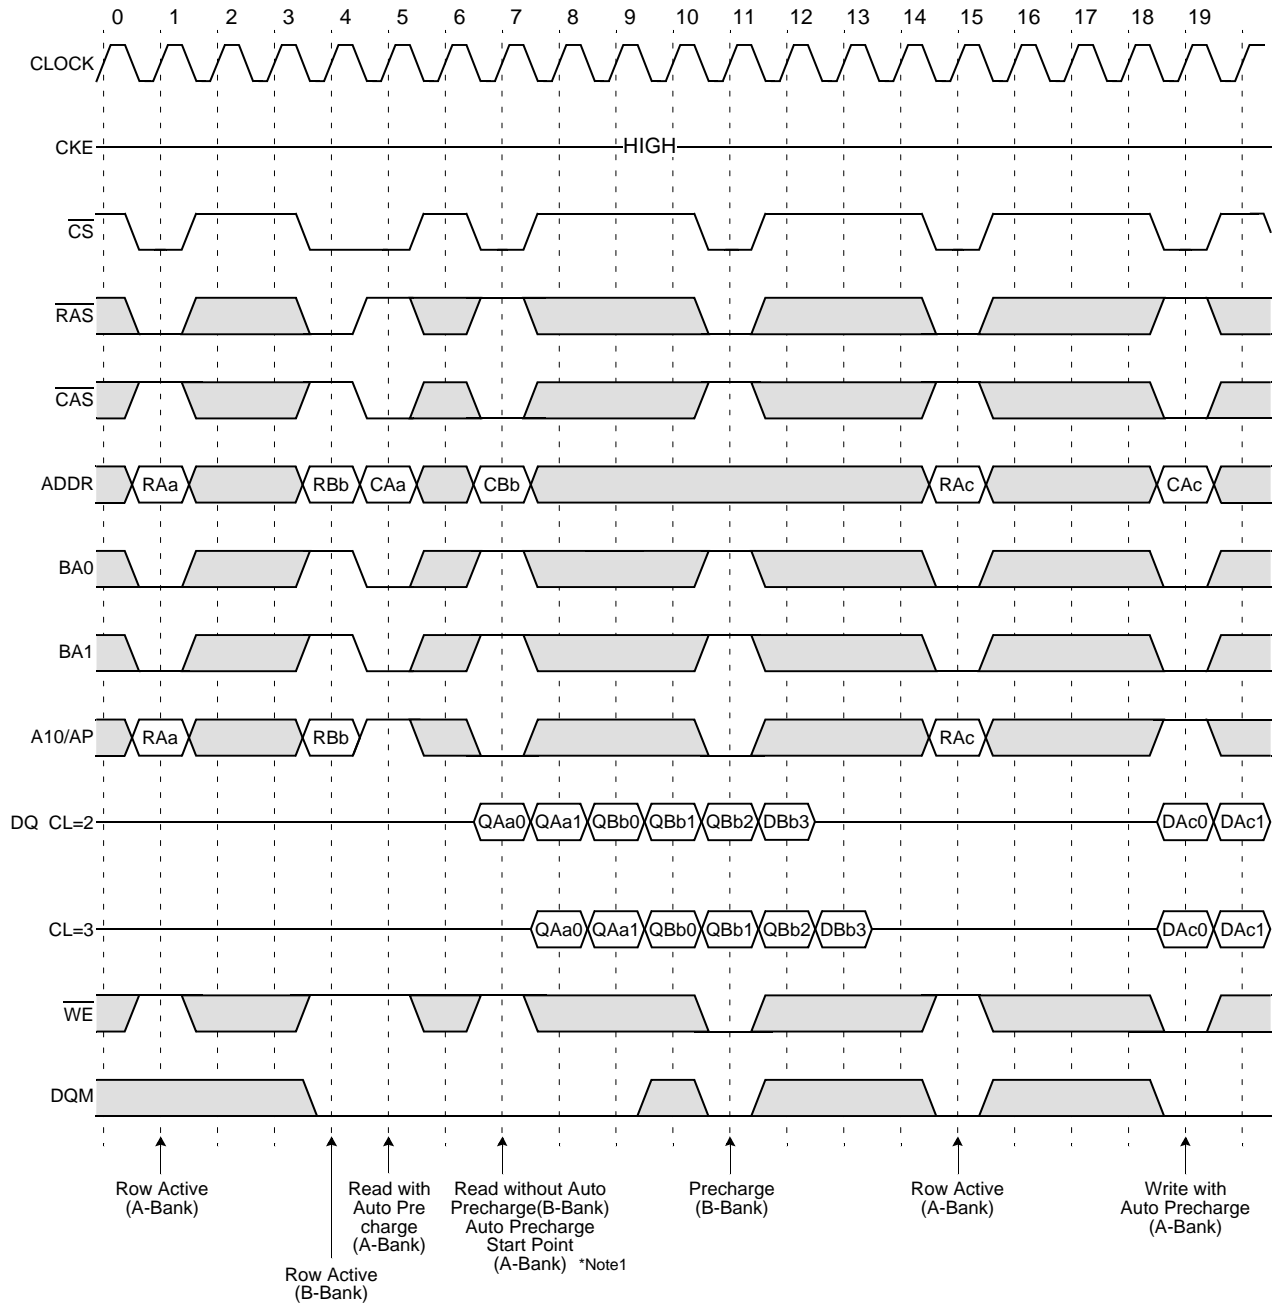 0 1 2 3 4 5 6 7 8 9 10 11 12 13 14 15 16 17 18 19
CLOCK
CKE HIGH
CS
RAS
CAS
ADDR RAa RBb CAa CBb RAc CAc
BA0
BA1
A10/AP RAa RBb RAc
DQ CL=2 QAa0 QAa1 QBb0 QBb1 QBb2 DBb3 DAc0 DAc1
CL=3 QAa0 QAa1 QBb0 QBb1 QBb2 DBb3 DAc0 DAc1
WE
DQM
Row Active
(A-Bank)
Row Active
(B-Bank)
Read with
Auto Pre
charge
(A-Bank)
Read without Auto
Precharge(B-Bank)
Auto Precharge
Start Point
(A-Bank) *Note1
Precharge
(B-Bank)
Row Active
(A-Bank)
Write with
Auto Precharge
(A-Bank)